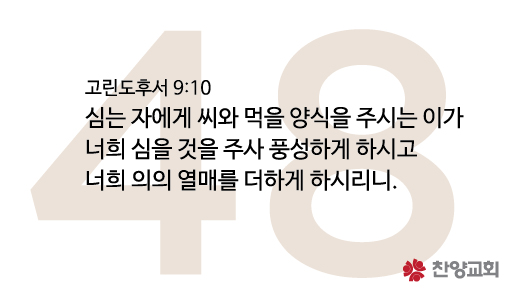 48
고린도후서 9:10
심는 자에게 씨와 먹을 양식을 주시는 이가
너희 심을 것을 주사 풍성하게 하시고
너희 의의 열매를 더하게 하시리니.
찬양교회